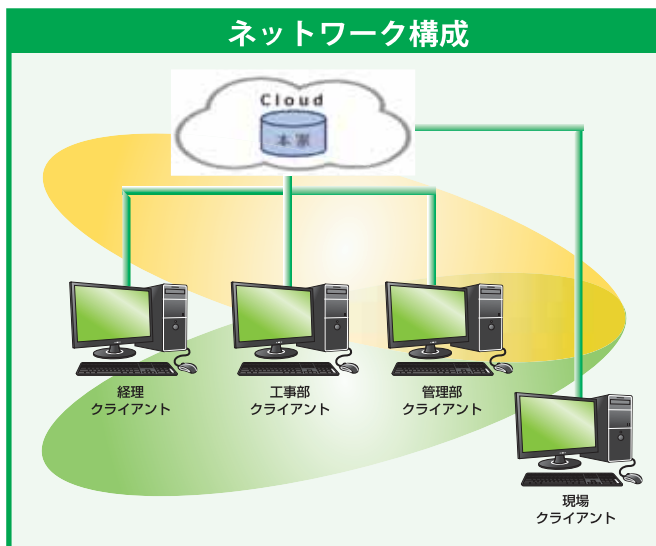 ネットワーク構成
Cloud
本家
経理
クライアント
工事部
クライアント
管理部
クライアント
現場
クライアント